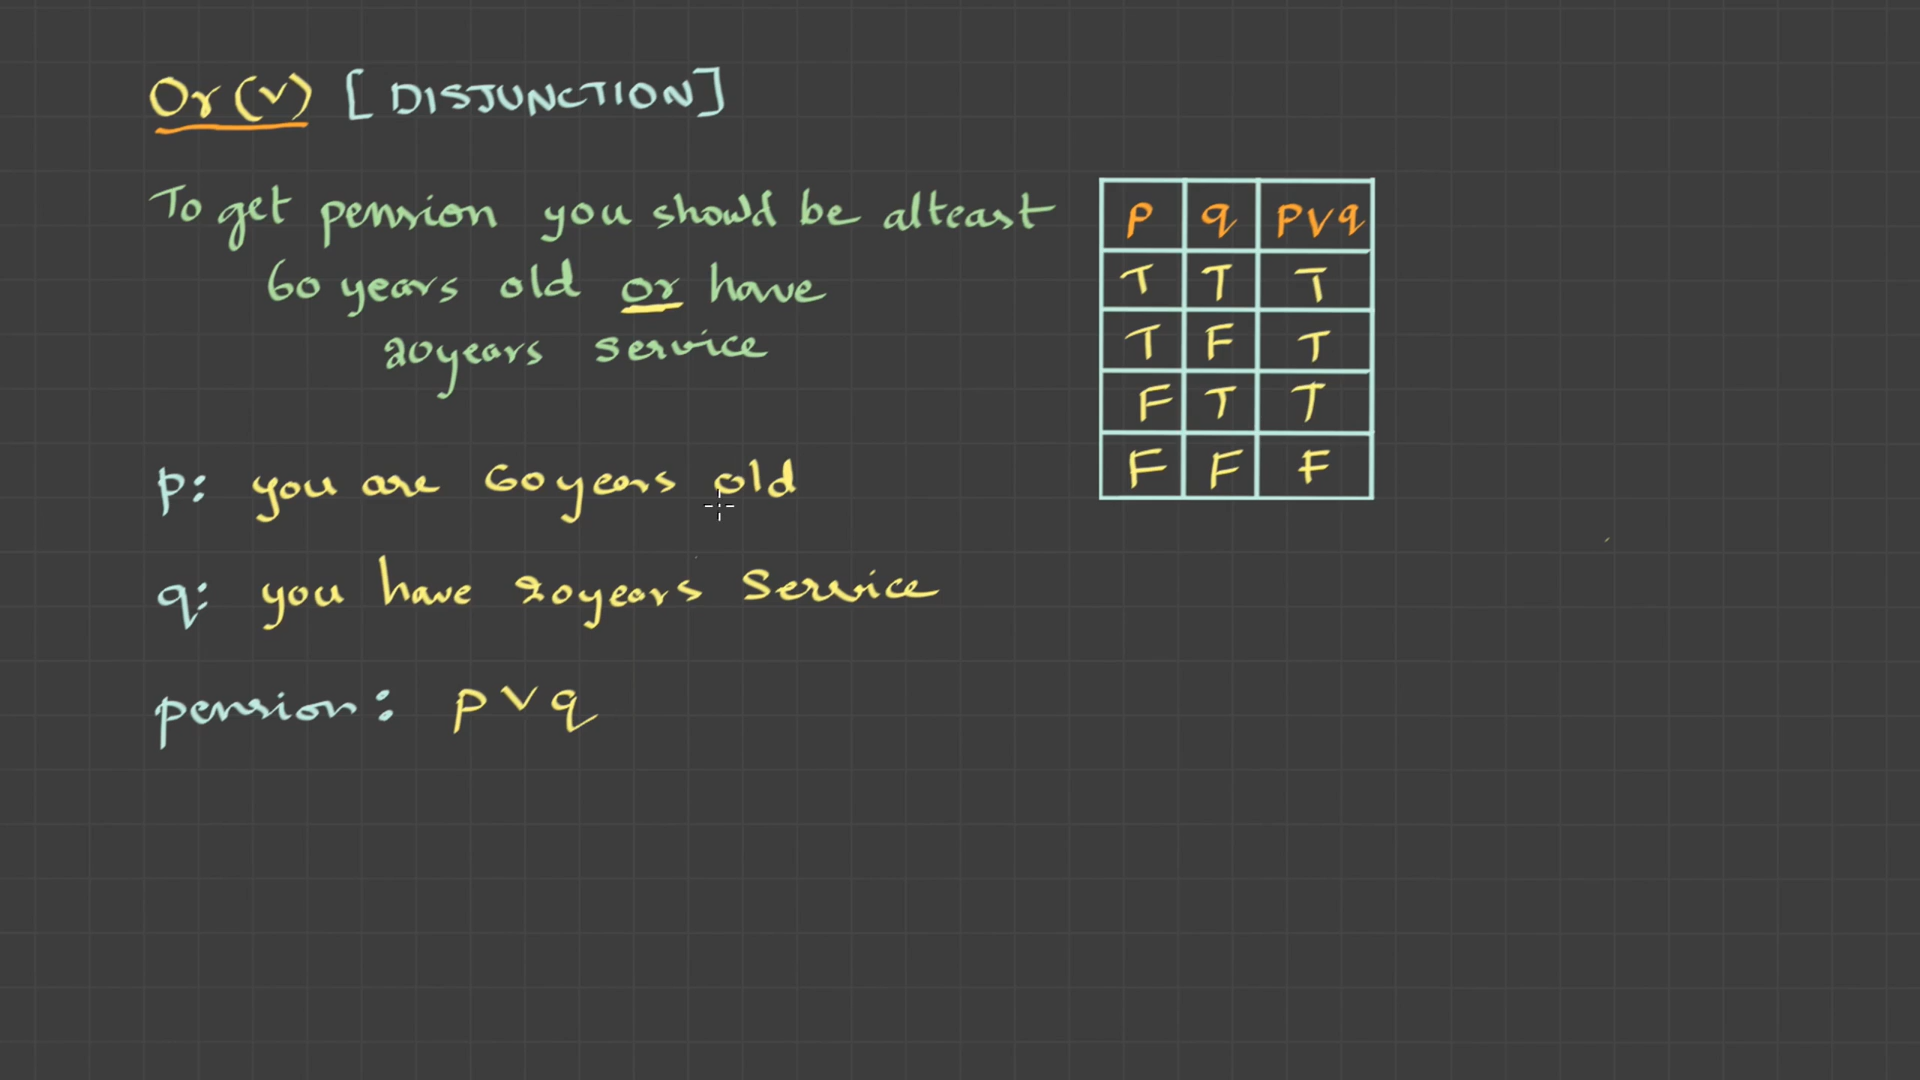 Or (∨) [DISJUNCTION]
To get pension you should be alteast
60 years old or have
20years service
p: you are 60years old
q: you have 20years Service
pension: p ∨ q
p q p∨q
T T T
T F T
F T T
F F F